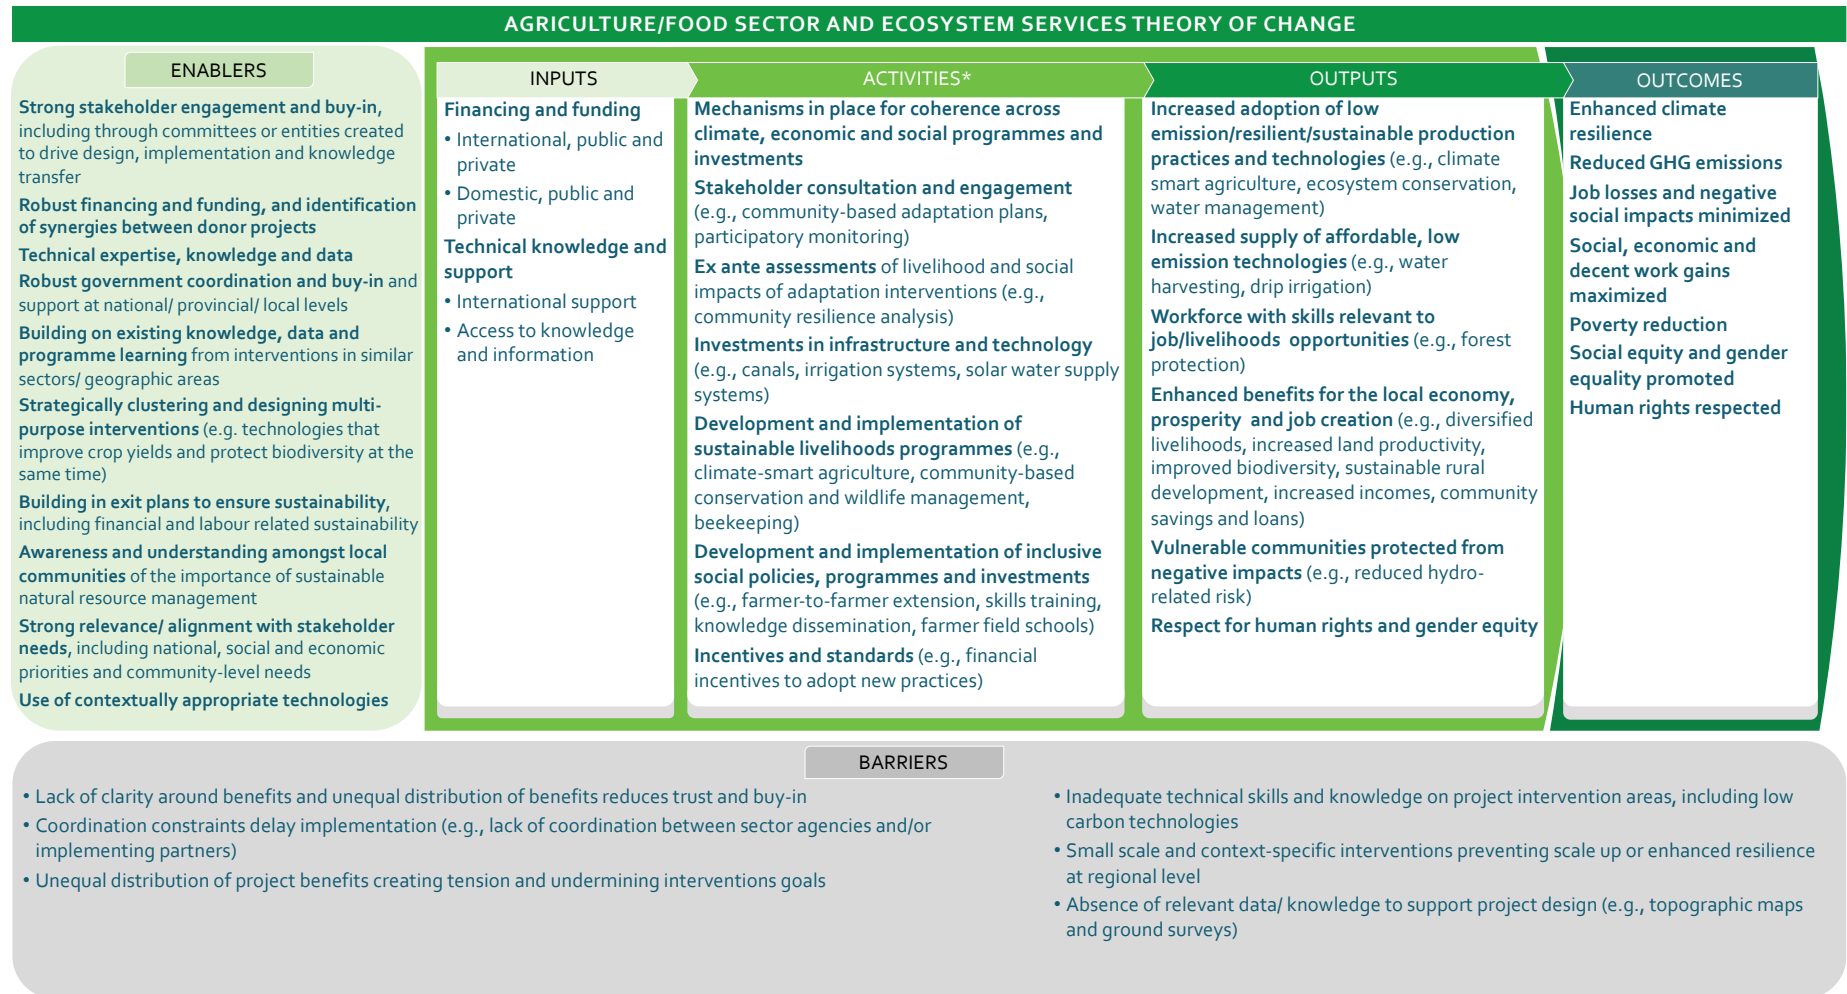 AGRICULTURE/FOOD SECTOR AND ECOSYSTEM SERVICES THEORY OF CHANGE
ENABLERS
Strong stakeholder engagement and buy-in,
including through committees or entities created
to drive design, implementation and knowledge
transfer
Robust financing and funding, and identification
of synergies between donor projects
Technical expertise, knowledge and data
Robust government coordination and buy-in and
support at national/ provincial/ local levels
Building on existing knowledge, data and
programme learning from interventions in similar
sectors/ geographic areas
Strategically clustering and designing multi-
purpose interventions (e.g. technologies that
improve crop yields and protect biodiversity at the
same time)
Building in exit plans to ensure sustainability,
including financial and labour related sustainability
Awareness and understanding amongst local
communities of the importance of sustainable
natural resource management
Strong relevance/ alignment with stakeholder
needs, including national, social and economic
priorities and community-level needs
Use of contextually appropriate technologies
INPUTS
Financing and funding
• International, public and
private
• Domestic, public and
private
Technical knowledge and
support
• International support
• Access to knowledge
and information
ACTIVITIES*
Mechanisms in place for coherence across
climate, economic and social programmes and
investments
Stakeholder consultation and engagement
(e.g., community-based adaptation plans,
participatory monitoring)
Ex ante assessments of livelihood and social
impacts of adaptation interventions (e.g.,
community resilience analysis)
Investments in infrastructure and technology
(e.g., canals, irrigation systems, solar water supply
systems)
Development and implementation of
sustainable livelihoods programmes (e.g.,
climate-smart agriculture, community-based
conservation and wildlife management,
beekeeping)
Development and implementation of inclusive
social policies, programmes and investments
(e.g., farmer-to-farmer extension, skills training,
knowledge dissemination, farmer field schools)
Incentives and standards (e.g., financial
incentives to adopt new practices)
OUTPUTS
Increased adoption of low
emission/resilient/sustainable production
practices and technologies (e.g., climate
smart agriculture, ecosystem conservation,
water management)
Increased supply of affordable, low
emission technologies (e.g., water
harvesting, drip irrigation)
Workforce with skills relevant to
job/livelihoods opportunities (e.g., forest
protection)
Enhanced benefits for the local economy,
prosperity and job creation (e.g., diversified
livelihoods, increased land productivity,
improved biodiversity, sustainable rural
development, increased incomes, community
savings and loans)
Vulnerable communities protected from
negative impacts (e.g., reduced hydro-
related risk)
Respect for human rights and gender equity
OUTCOMES
Enhanced climate
resilience
Reduced GHG emissions
Job losses and negative
social impacts minimized
Social, economic and
decent work gains
maximized
Poverty reduction
Social equity and gender
equality promoted
Human rights respected
BARRIERS
• Lack of clarity around benefits and unequal distribution of benefits reduces trust and buy-in
• Coordination constraints delay implementation (e.g., lack of coordination between sector agencies and/or
implementing partners)
• Unequal distribution of project benefits creating tension and undermining interventions goals
• Inadequate technical skills and knowledge on project intervention areas, including low
carbon technologies
• Small scale and context-specific interventions preventing scale up or enhanced resilience
at regional level
• Absence of relevant data/ knowledge to support project design (e.g., topographic maps
and ground surveys)